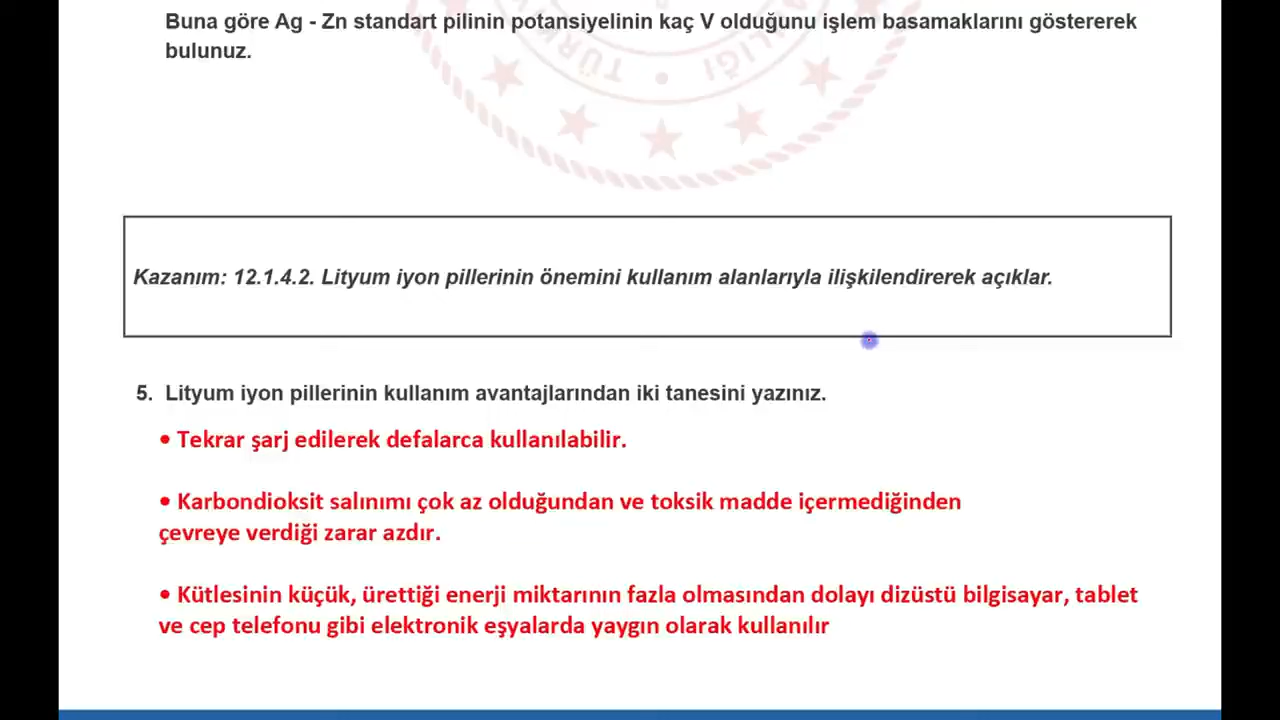 Buna göre Ag - Zn standart pilinin potansiyelinin kaç V olduğunu işlem basamaklarını göstererek
bulunuz.
Kazanım: 12.1.4.2. Lityum iyon pillerinin önemini kullanım alanlarıyla ilişkilendirerek açıklar.
5. Lityum iyon pillerinin kullanım avantajlarından iki tanesini yazınız.
• Tekrar şarj edilerek defalarca kullanılabilir.
• Karbondioksit salınımı çok az olduğundan ve toksik madde içermediğinden
çevreye verdiği zarar azdır.
• Kütlesinin küçük, ürettiği enerji miktarının fazla olmasından dolayı dizüstü bilgisayar, tablet
ve cep telefonu gibi elektronik eşyalarda yaygın olarak kullanılır